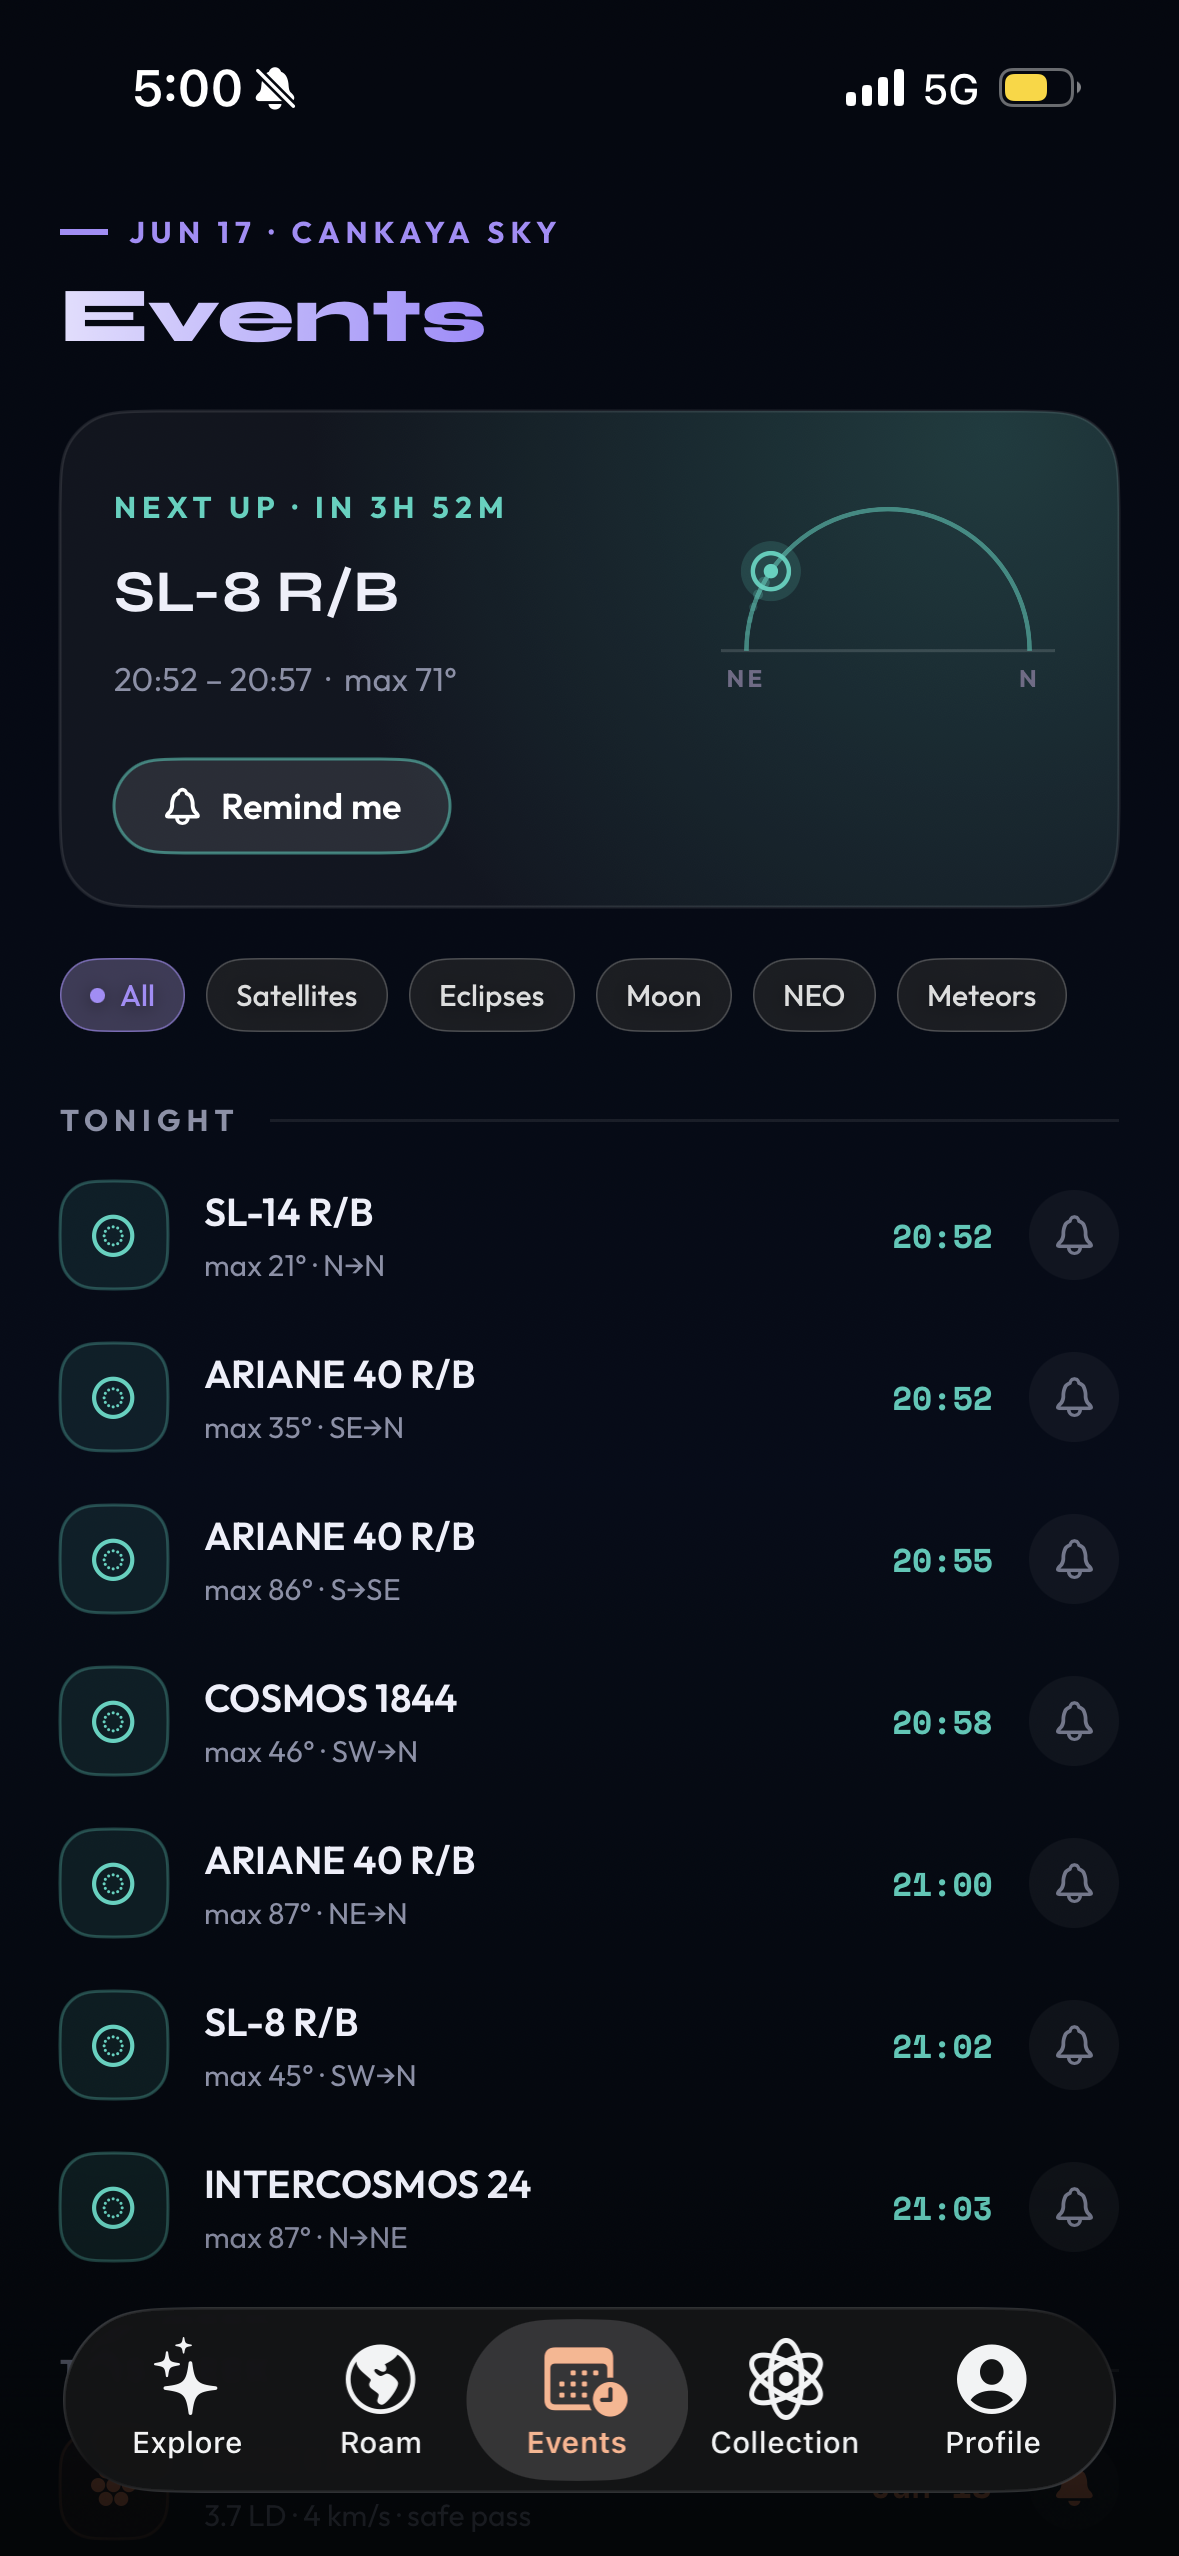 5:00
5G
JUN 17 · CANKAYA SKY
Events
NEXT UP · IN 3H 52M
SL-8 R/B
20:52 – 20:57 · max 71°
NE N
Remind me
All Satellites Eclipses Moon NEO Meteors
TONIGHT
SL-14 R/B
max 21° · N→N
20:52
ARIANE 40 R/B
max 35° · SE→N
20:52
ARIANE 40 R/B
max 86° · S→SE
20:55
COSMOS 1844
max 46° · SW→N
20:58
ARIANE 40 R/B
max 87° · NE→N
21:00
SL-8 R/B
max 45° · SW→N
21:02
INTERCOSMOS 24
max 87° · N→NE
21:03
Explore Roam Events Collection Profile
3.7 LD · 4 km/s · safe pass